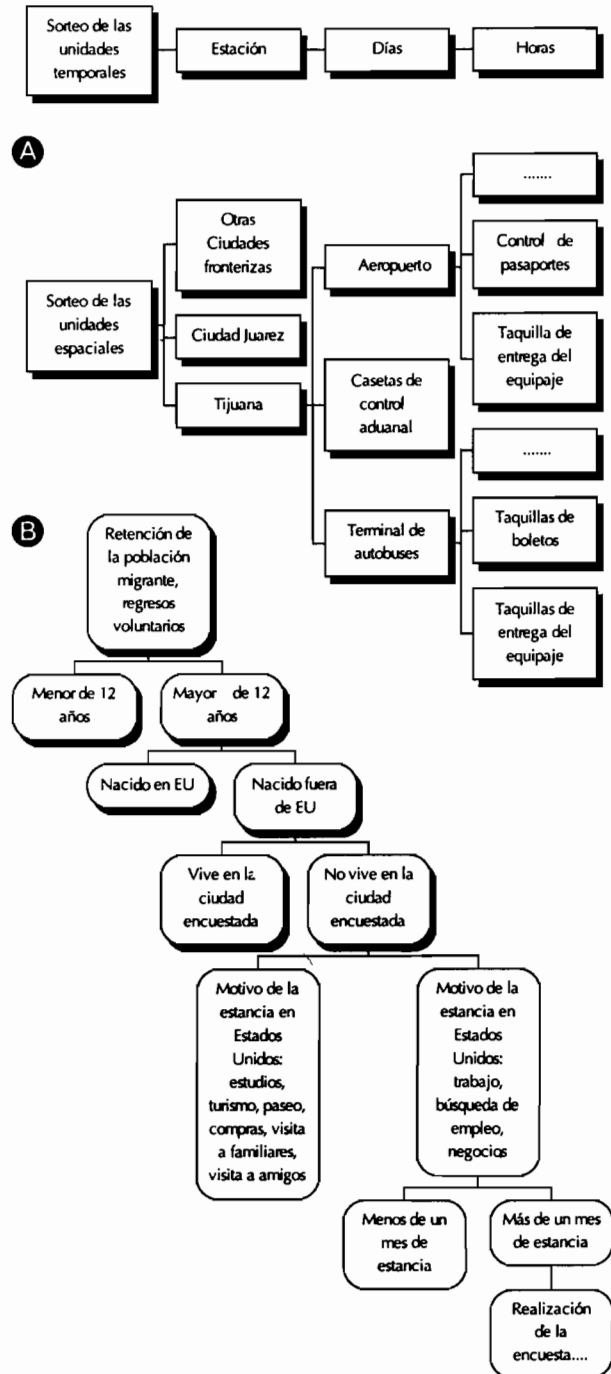 Sorteo de las
unidades
temporales
Estación
Días
Horas
A
Sorteo de las
unidades
espaciales
Otras
Ciudades
fronterizas
Ciudad Juarez
Tijuana
Aeropuerto
Casetas de
control
aduanal
Terminal de
autobuses
.......
Control de
pasaportes
Taquilla de
entrega del
equipaje
.......
Taquillas de
boletos
Taquillas de
entrega del
equipaje
B
Retención de
la población
migrante,
regresos
voluntarios
Menor de 12
años
Mayor de 12
años
Nacido en EU
Nacido fuera
de EU
Vive en la
ciudad
encuestada
No vive en la
ciudad
encuestada
Motivo de la
estancia en
Estados
Unidos:
estudios,
turismo, paseo,
compras, visita
a familiares,
visita a amigos
Motivo de la
estancia en
Estados
Unidos:
trabajo,
búsqueda de
empleo,
negocios
Menos de un
mes de
estancia
Más de un mes
de estancia
Realización
de la
encuesta....